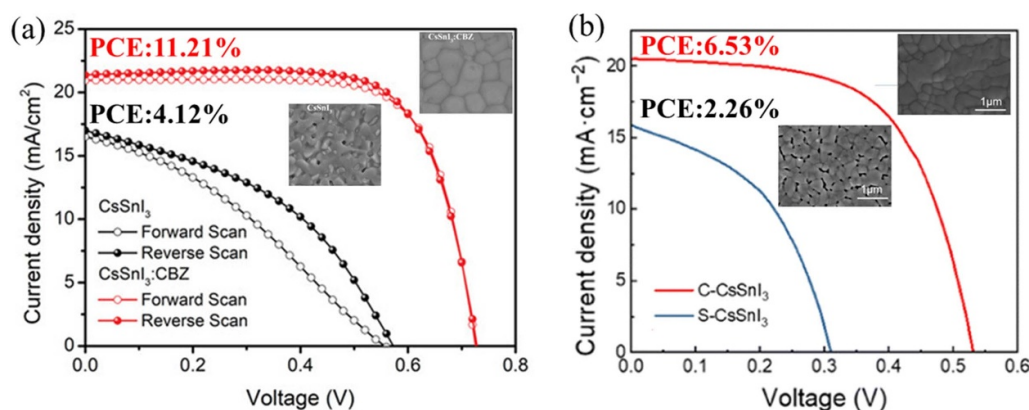 (a)
PCE:11.21%
PCE:4.12%
CsSnI₃:CBZ
CsSnI₃
CsSnI₃
Forward Scan
Reverse Scan
CsSnI₃:CBZ
Forward Scan
Reverse Scan
Current density (mA/cm²)
25
20
15
10
5
0
0.0 0.2 0.4 0.6 0.8
Voltage (V)
(b)
PCE:6.53%
PCE:2.26%
1μm
1μm
C-CsSnI₃
S-CsSnI₃
Current density (mA·cm⁻²)
20
15
10
5
0
0.0 0.1 0.2 0.3 0.4 0.5 0.6
Voltage (V)